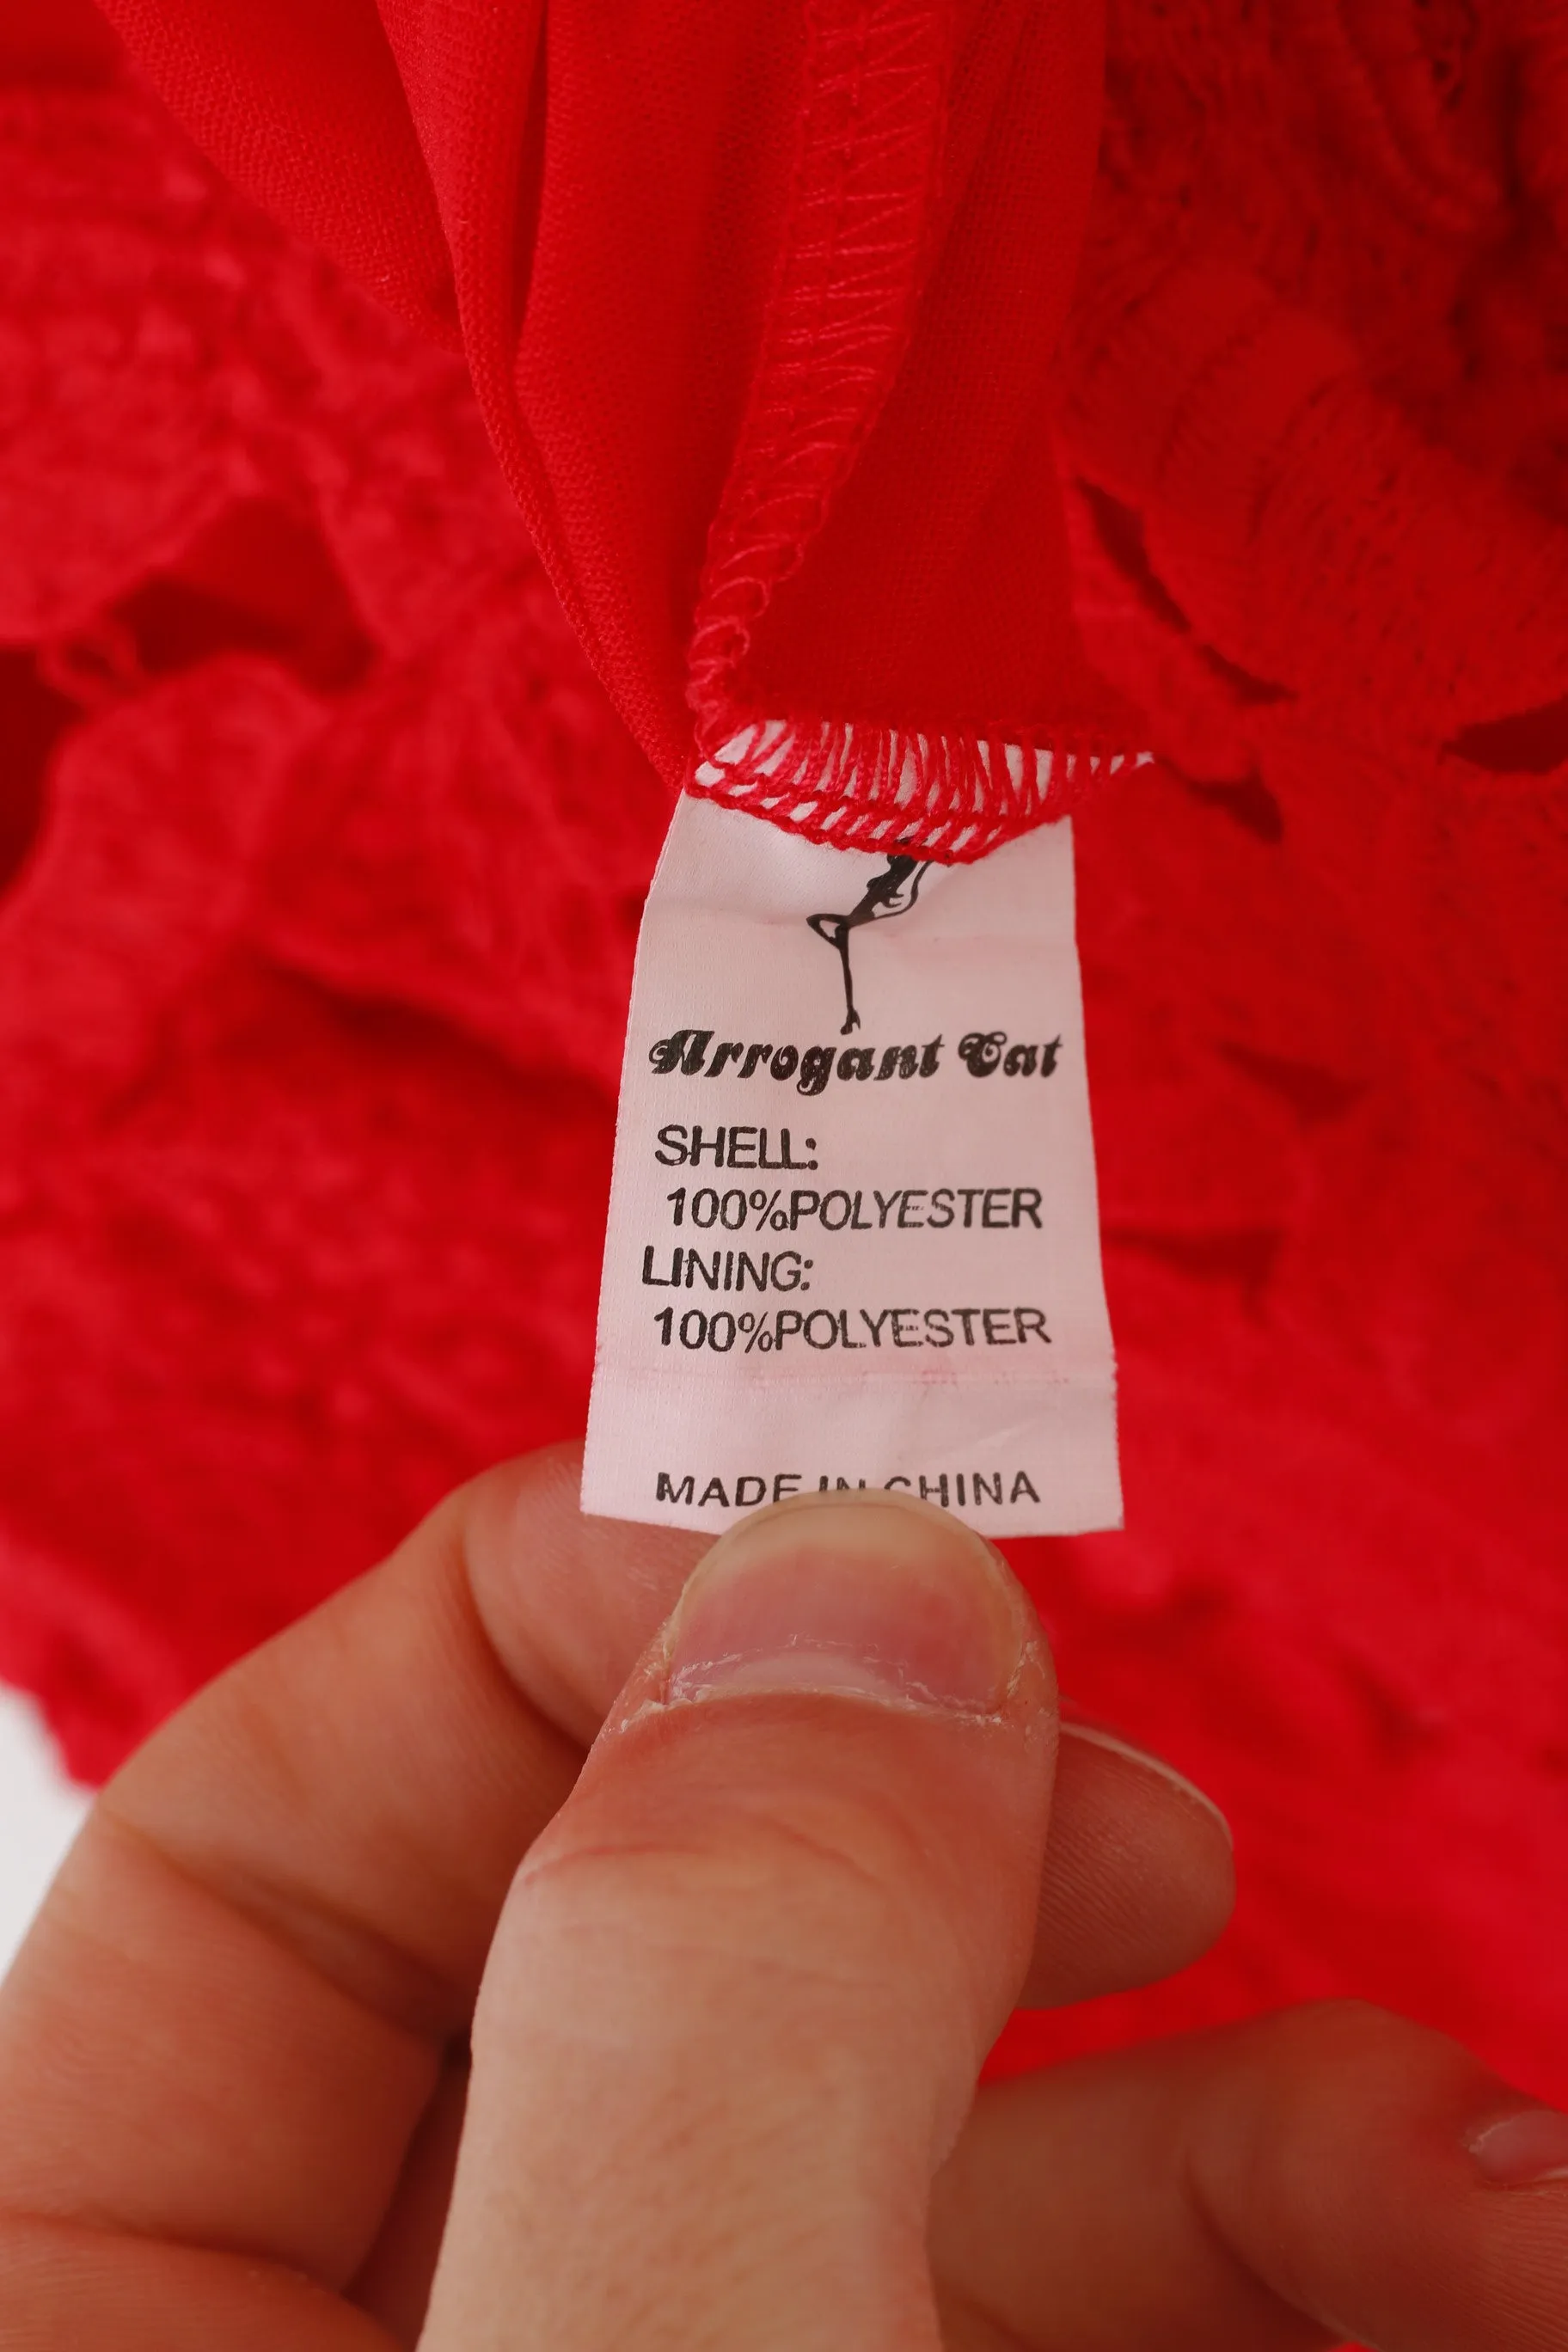 Arrogant Cat
SHELL:
100%POLYESTER
LINING:
100%POLYESTER
MADE IN CHINA